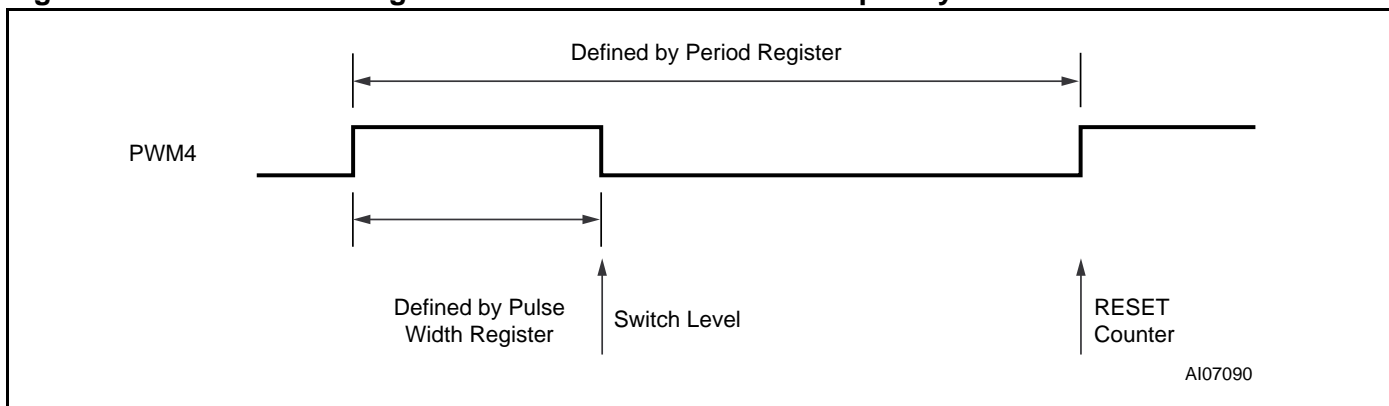 Defined by Period Register
PWM4
Defined by Pulse
Width Register
Switch Level
RESET
Counter
AI07090